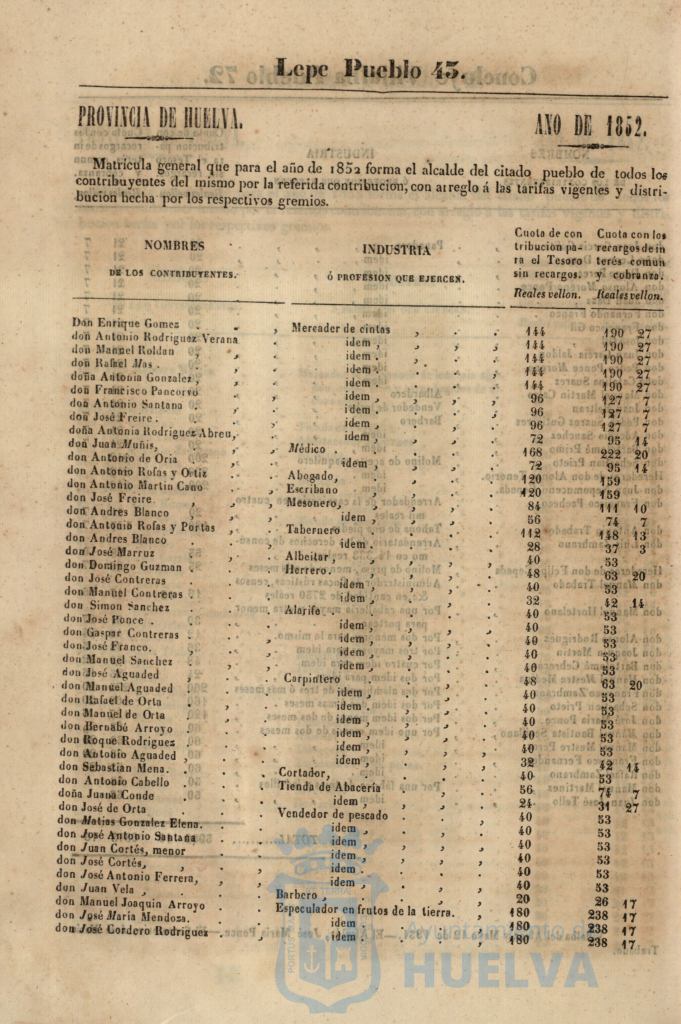 Lepe Pueblo 43.
PROVINCIA DE HUELVA. AÑO DE 1852.
Matrícula general que para el año de 1852 forma el alcalde del citado pueblo de todos los
contribuyentes del mismo por la referida contribucion, con arreglo á las tarifas vigentes y distri-
bucion hecha por los respectivos gremios.
NOMBRES
DE LOS CONTRIBUYENTES.
INDUSTRIA
Ó PROFESION QUE EJERCEN.
Cuota de con
tribucion pa-
ra el Tesoro
sin recargos.
Reales vellon.
Cuota con los
recargos de in
terés comun
y cobranza.
Reales vellon.
Don Enrique Gomez . . , Mercader de cintas , . . 144 190 27
don Antonio Rodriguez Verana idem , 144 190 27
don Manuel Roldan , idem , 144 190 27
don Rafael Mas . idem . 144 190 27
doña Antonia Gonzalez , idem . 144 190 27
don Francisco Pancorvo idem , 96 127 7
don Antonio Santana . idem . 96 127 7
don José Freire . idem , 96 127 7
doña Antonia Rodriguez Abreu, idem , 72 95 14
don Juan Muñis, Médico . 168 222 20
don Antonio de Oria . idem , 72 95 14
don Antonio Rofas y Ortiz Abogado, 120 159
don Antonio Martin Cano Escribano 120 159
don José Freire , Mesonero, 84 111 10
don Andres Blanco , idem , 56 74 7
don Antonio Rofas y Portas Tabernero 112 148 13
don Andres Blanco idem . 28 37 3
don José Marruz . Albeitar , 40 53
don Domingo Guzman . Herrero. 48 63 20
don José Contreras . idem , 40 53
don Manuel Contreras . idem , 32 42 14
don Simon Sanchez . Alarife . 40 53
don José Ponce . idem , 40 53
don Gaspar Contreras . idem , 40 53
don José Franco, idem , 40 53
don Manuel Sanchez , idem , 40 53
don José Aguaded , Carpintero 48 63 20
don Manuel Aguaded . idem , 40 53
don Rafael de Orta . idem , 40 53
don Manuel de Orta . idem , 40 53
don Bernabé Arroyo . idem , 40 53
don Roque Rodriguez . idem , 40 53
don Antonio Aguaded , idem , 32 42 14
don Sebastian Mena. Cortador, 40 53
don Antonio Cabello . Tienda de Abacería 56 74 7
doña Juana Conde idem . 24 31 27
don José de Orta . Vendedor de pescado 40 53
don Matias Gonzalez Elena. idem , 40 53
don José Antonio Santana idem , 40 53
don Juan Cortés, menor idem , 40 53
don José Cortés, idem , 40 53
don José Antonio Ferrera, idem , 40 53
don Juan Vela , Barbero , 20 26 17
don Manuel Joaquin Arroyo . Especulador en frutos de la tierra. 180 238 17
don José Maria Mendoza. idem . 180 238 17
don José Cordero Rodriguez . idem . 180 238 17
Ayuntamiento de
HUELVA